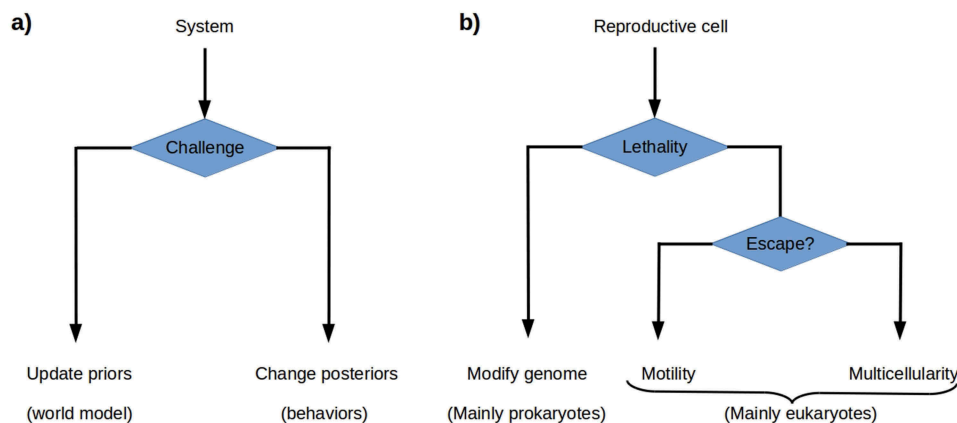 a)
System
Challenge
Update priors
(world model)
Change posteriors
(behaviors)
b)
Reproductive cell
Lethality
Escape?
Modify genome
(Mainly prokaryotes)
Motility
Multicellularity
(Mainly eukaryotes)